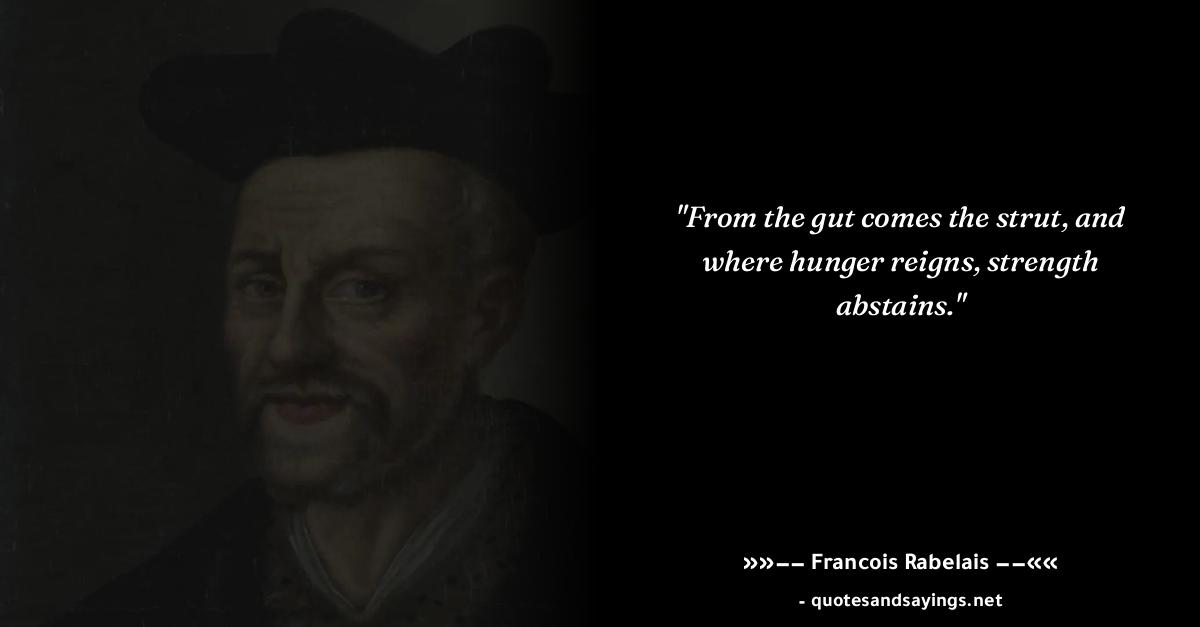 "From the gut comes the strut, and
where hunger reigns, strength
abstains."
»»–– Francois Rabelais ––««
- quotesandsayings.net